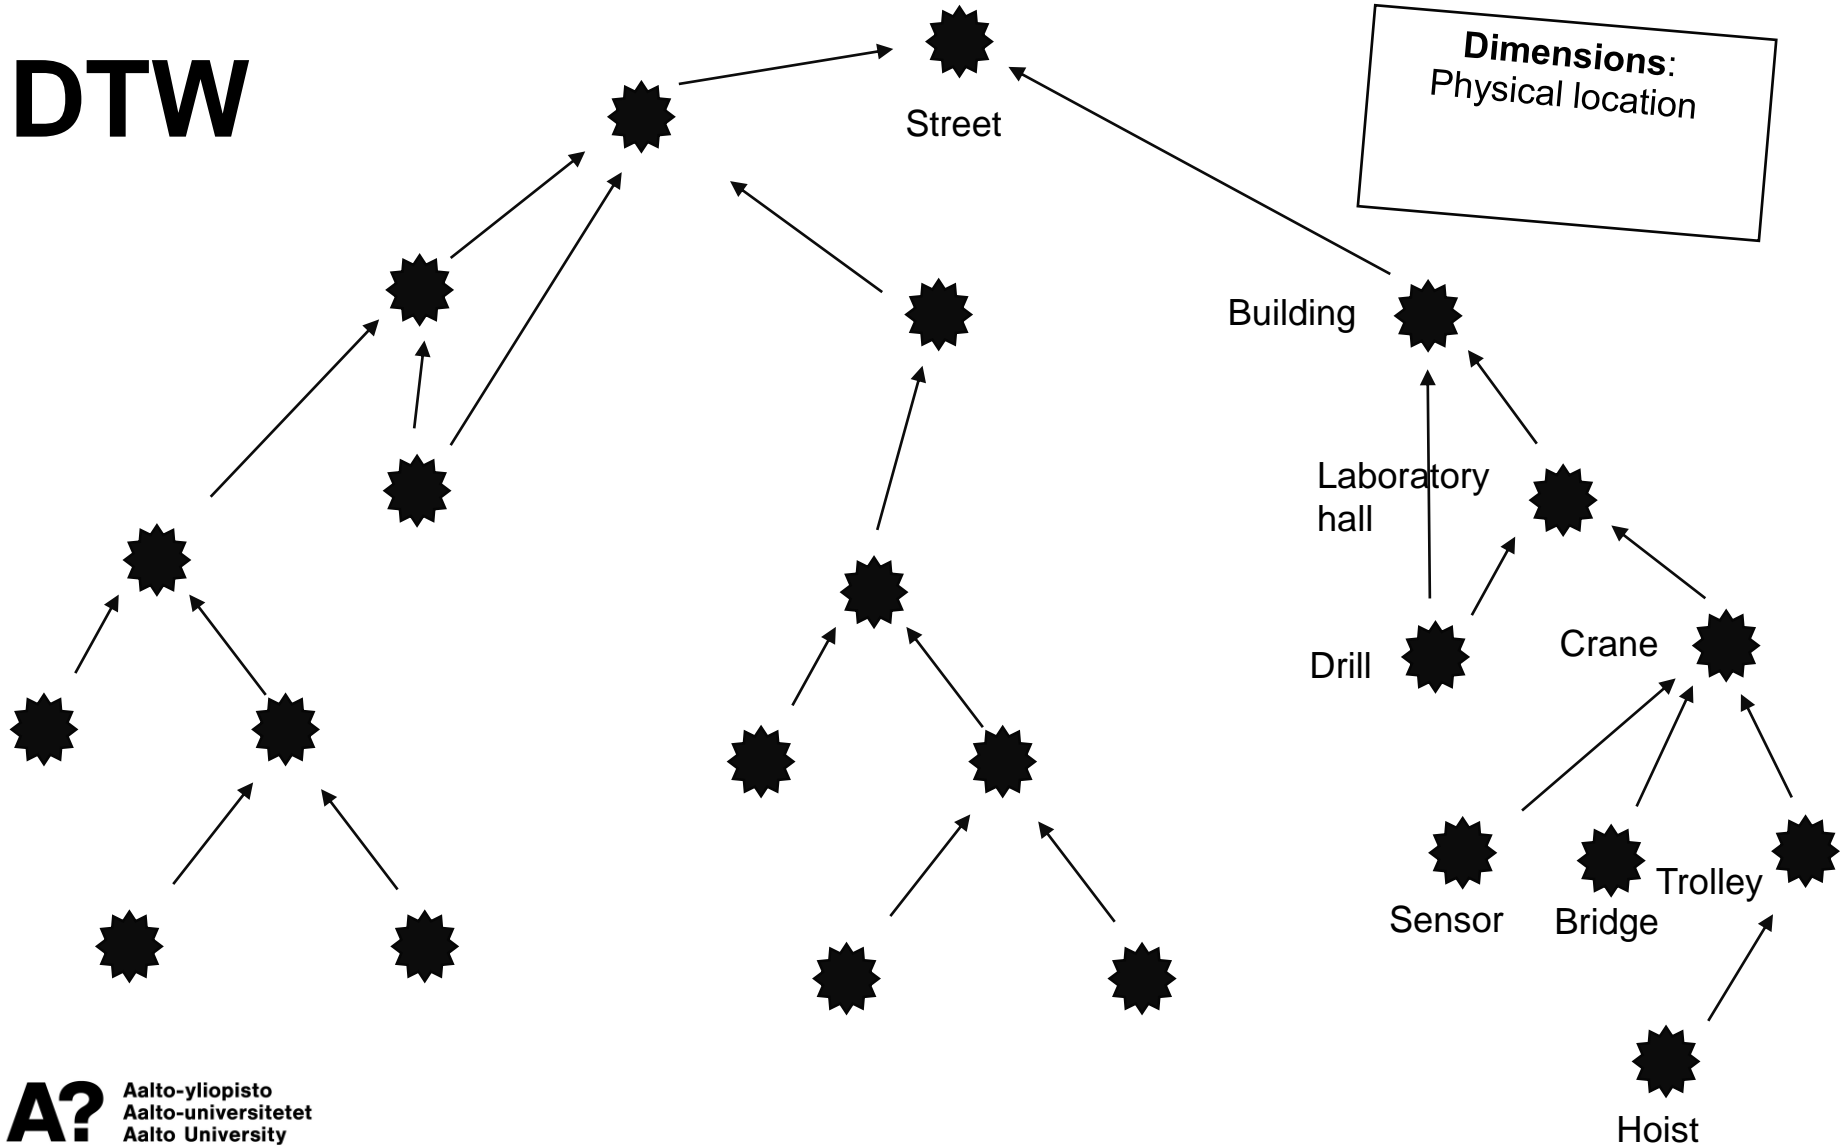 DTW
Dimensions:
Physical location
Street
Building
Laboratory
hall
Drill
Crane
Sensor
Bridge
Trolley
Hoist
A?
Aalto-yliopisto
Aalto-universitetet
Aalto University